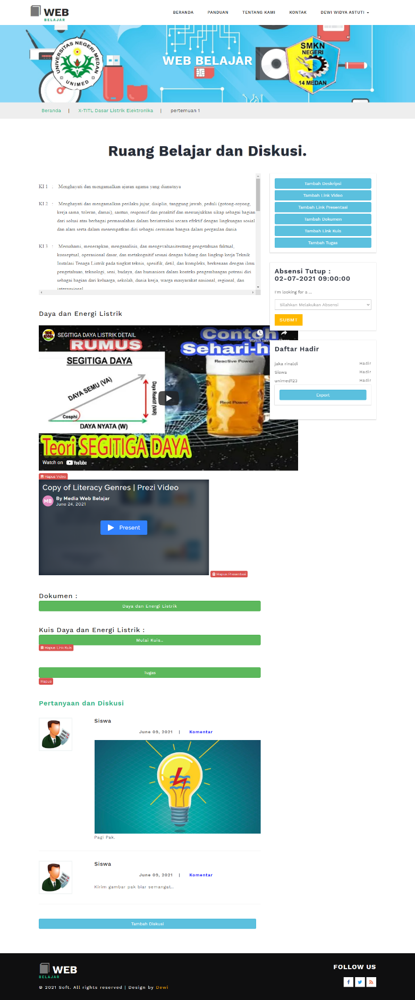 WEB
BELAJAR
BERANDA PANDUAN TENTANG KAMI KONTAK DEWI WIDYA ASTUTI
UNIVERSITAS NEGERI MEDAN
UNIMED
WEB BELAJAR
SMKN
NEGERI
14 MEDAN
Beranda | X-TITL Dasar Listrik Elektronika | pertemuan 1
Ruang Belajar dan Diskusi.
KI 1 : Menghayati dan mengamalkan ajaran agama yang dianutnya
KI 2 : Menghayati dan mengamalkan perilaku jujur, disiplin, tanggung jawab, peduli (gotong-royong,
kerja sama, toleran, damai), santun, responsif dan proaktif dan menunjukkan sikap sebagai bagian
dari solusi atas berbagai permasalahan dalam berinteraksi secara efektif dengan lingkungan sosial
dan alam serta dalam menempatkan diri sebagai cerminan bangsa dalam pergaulan dunia
KI 3 : Memahami, menerapkan, menganalisis, dan mengevaluasitentang pengetahuan faktual,
konseptual, operasional dasar, dan metakognitif sesuai dengan bidang dan lingkup kerja Teknik
Instalasi Tenaga Listrik pada tingkat teknis, spesifik, detil, dan kompleks, berkenaan dengan ilmu
pengetahuan, teknologi, seni, budaya, dan humaniora dalam konteks pengembangan potensi diri
sebagai bagian dari keluarga, sekolah, dunia kerja, warga masyarakat nasional, regional, dan
internasional
Tambah Deskripsi
Tambah Link Video
Tambah Link Presentasi
Tambah Dokumen
Tambah Link Kuis
Tambah Tugas
Absensi Tutup :
02-07-2021 09:00:00
I'm looking for a ...
Silahkan Melakukan Absensi
SUBMT
Daftar Hadir
jaka rinaldi Hadir
Siswa Hadir
unimed123 Hadir
Export
Daya dan Energi Listrik
SEGITIGA DAYA LISTRIK DETAIL
RUMUS
Contoh
Sehari-h
Watch late
SEGITIGA DAYA
DAYA SEMU (VA)
Daya Reaktif (VAR)
Cosphi
DAYA NYATA (W)
Reactive Power
Real Power
Teori SEGITIGA DAYA
Watch on YouTube
Hapus Video
Copy of Literacy Genres | Prezi Video
MB
By Media Web Belajar
June 24, 2021
Present
Hapus Presentasi
Dokumen :
Daya dan Energi Listrik
Kuis Daya dan Energi Listrik :
Mulai Kuis..
Hapus Link Kuis
Tugas
Hapus
Pertanyaan dan Diskusi
Siswa
June 09, 2021 | Komentar
Pagi Pak.
Siswa
June 09, 2021 | Komentar
Kirim gambar pak biar semangat..
Tambah Diskusi
WEB
BELAJAR
© 2021 Soft. All rights reserved | Design by Dewi
FOLLOW US